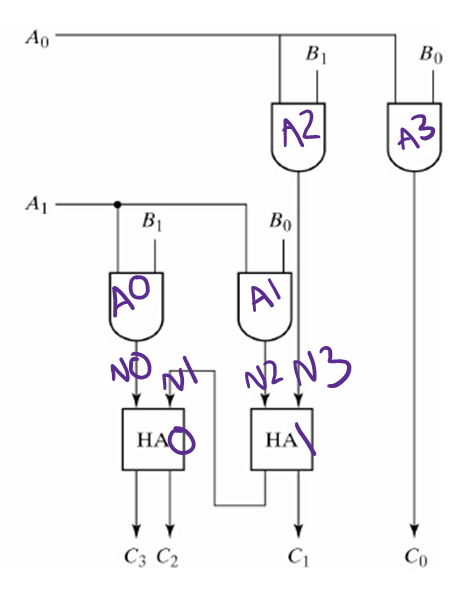 A0
B1 B0
A2 A3
A1
B1 B0
A0 A1
N0 N1 N2 N3
HA0 HA1
C3 C2 C1 C0